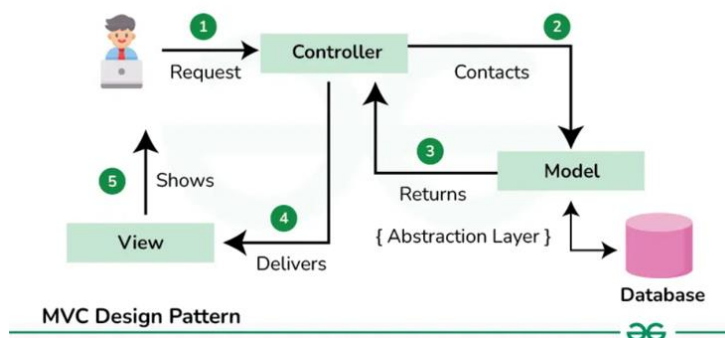 1
Request
Controller
2
Contacts
3
Returns
Model
{ Abstraction Layer }
Database
4
Delivers
View
5
Shows
MVC Design Pattern